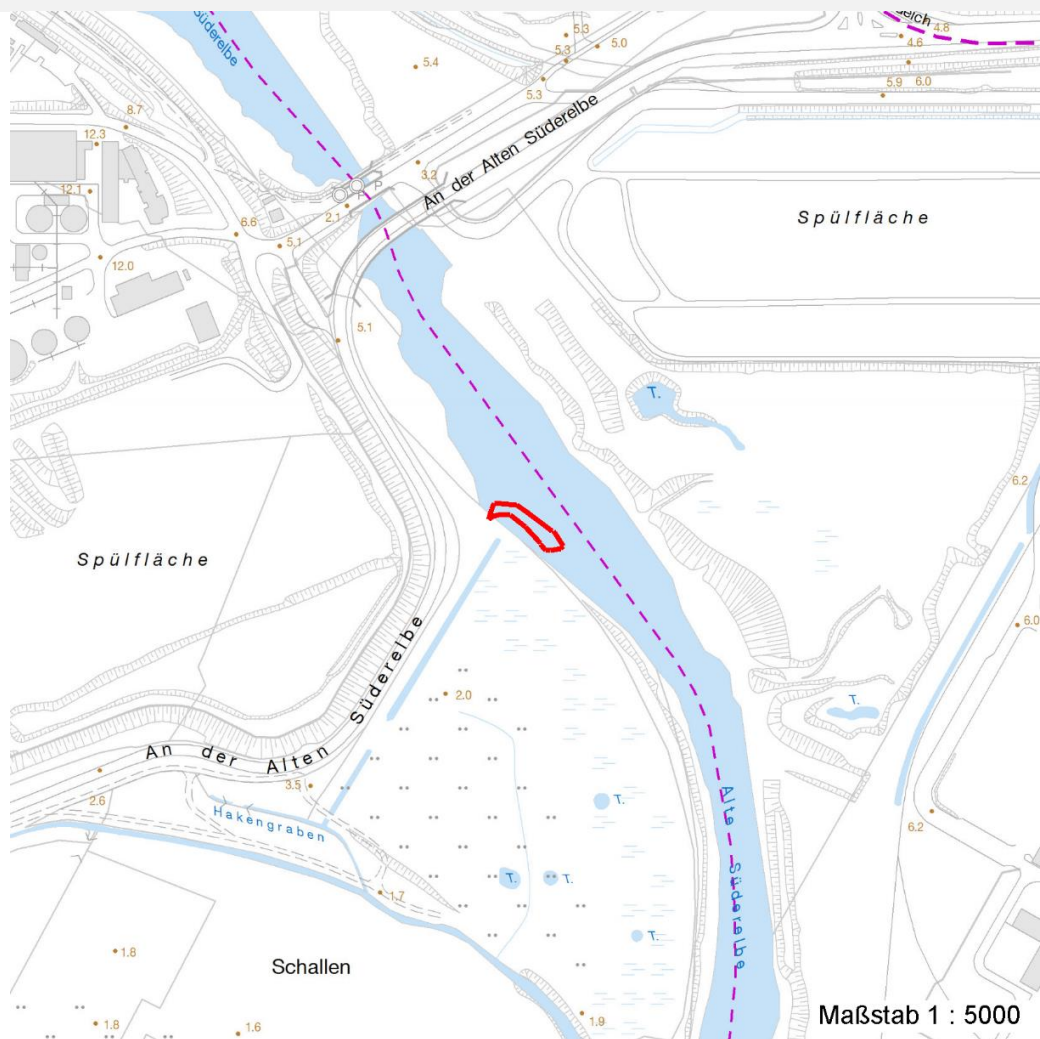 Süderelbe
deich
4.8
4.6
5.3
5.3
5.0
5.4
5.3
5.9
6.0
8.7
12.3
An der Alten Süderelbe
3.2
P
P
12.1
2.1
Spülfläche
6.6
5.1
12.0
5.1
T.
6.2
Spülfläche
6.0
2.0
T.
An der Alten Süderelbe
3.5
2.6
Hakengraben
T.
6.2
Alte Süderelbe
T.
T.
1.7
T.
1.8
Schallen
1.9
1.8
1.6
Maßstab 1 : 5000